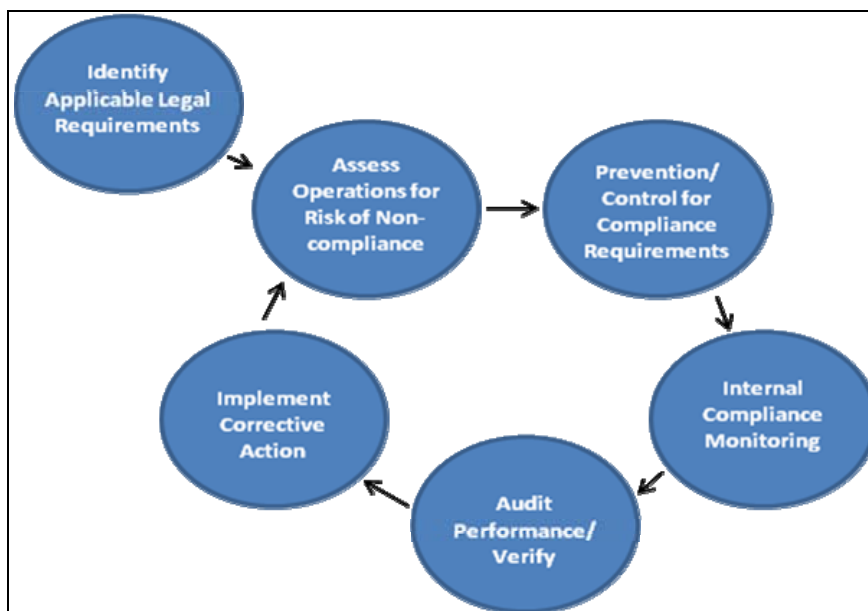 Identify
Applicable Legal
Requirements
Assess
Operations for
Risk of Non-
compliance
Prevention/
Control for
Compliance
Requirements
Internal
Compliance
Monitoring
Audit
Performance/
Verify
Implement
Corrective
Action